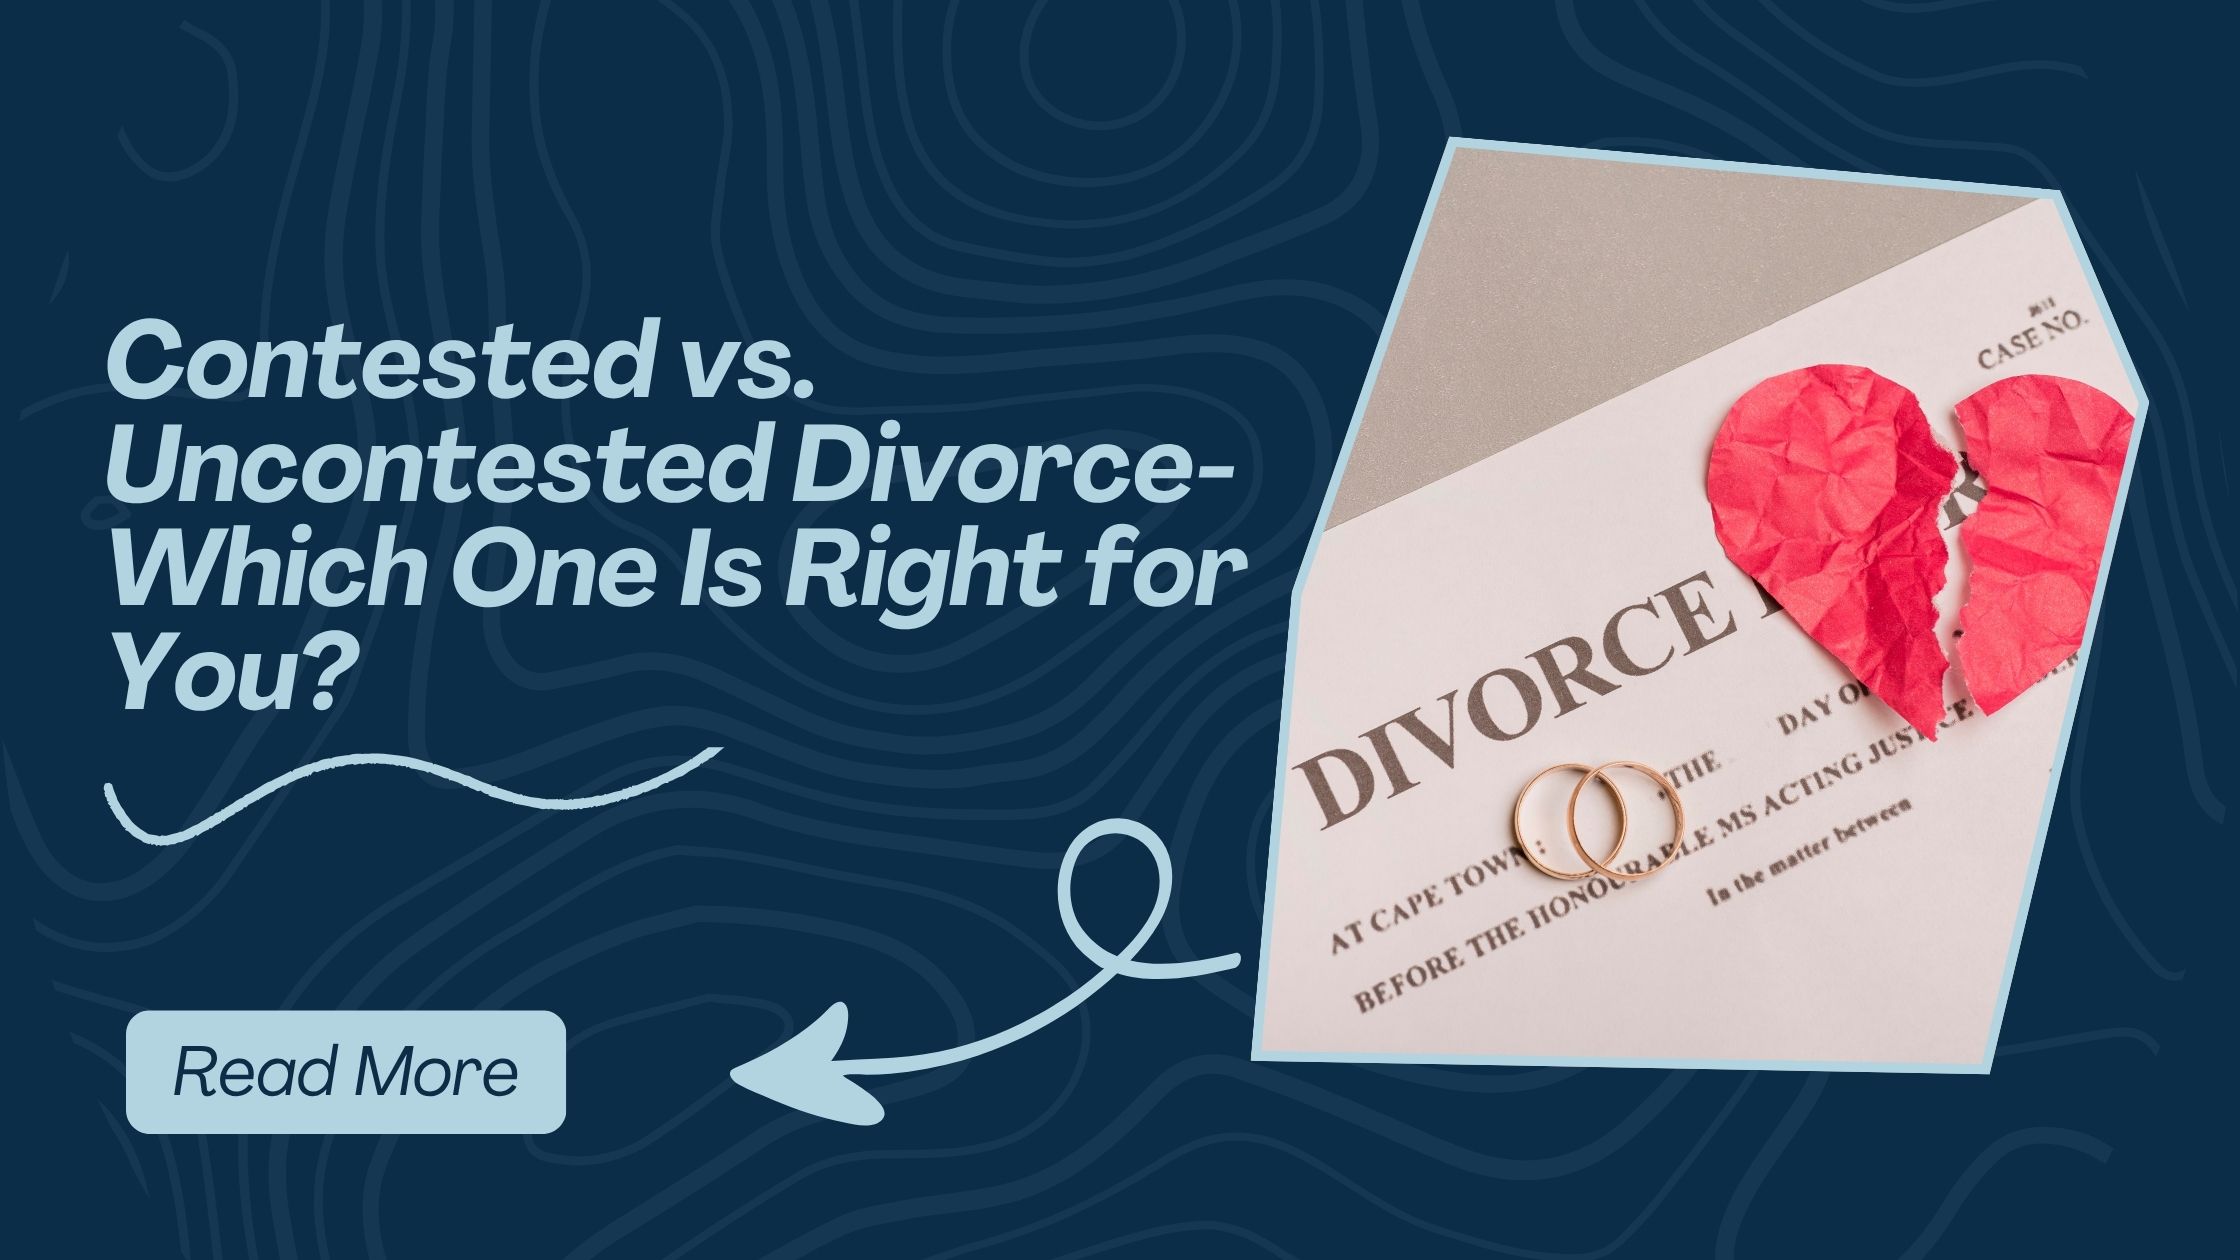 Contested vs.
Uncontested Divorce-
Which One Is Right for
You?
Read More
CASE NO.
DIVORCE
AT CAPE TOWN :
THE
DAY
BEFORE THE HONOURABLE MS ACTING JUSTICE
In the matter between